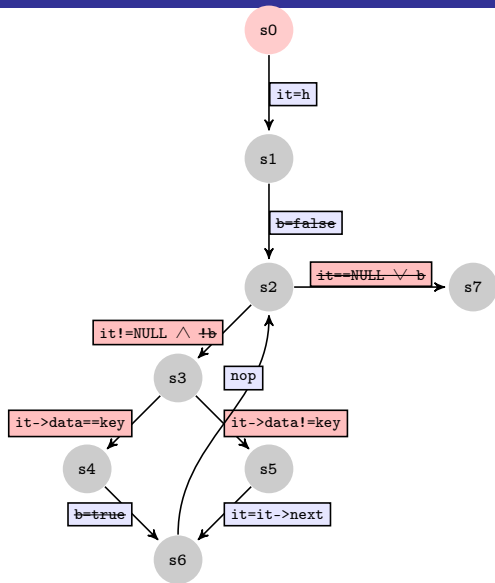 s0
it=h
s1
b=false
s2
it==NULL ∨ b
s7
it!=NULL ∧ !b
nop
s3
it->data==key
it->data!=key
s4
s5
b=true
it=it->next
s6